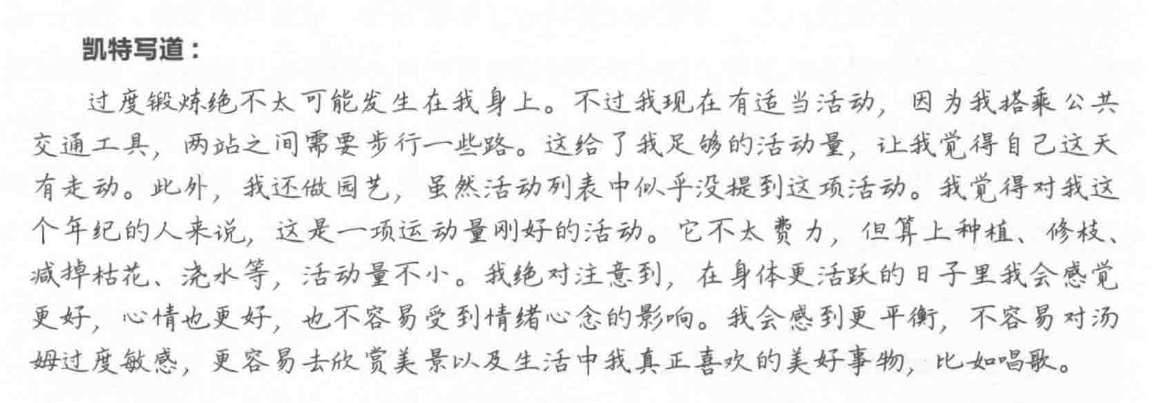 凯特写道：
过度锻炼绝不太可能发生在我身上。不过我现在有适当活动，因为我搭乘公共
交通工具，两站之间需要步行一些路。这给了我足够的活动量，让我觉得自己这天
有走动。此外，我还做园艺，虽然活动列表中似乎没提到这项活动。我觉得对我这
个年纪的人来说，这是一项运动量刚好的活动。它不太费力，但算上种植、修枝、
减掉枯花、浇水等，活动量不小。我绝对注意到，在身体更活跃的日子里我会感觉
更好，心情也更好，也不容易受到情绪心念的影响。我会感到更平衡，不容易对汤
姆过度敏感，更容易去欣赏美景以及生活中我真正喜欢的美好事物，比如唱歌。